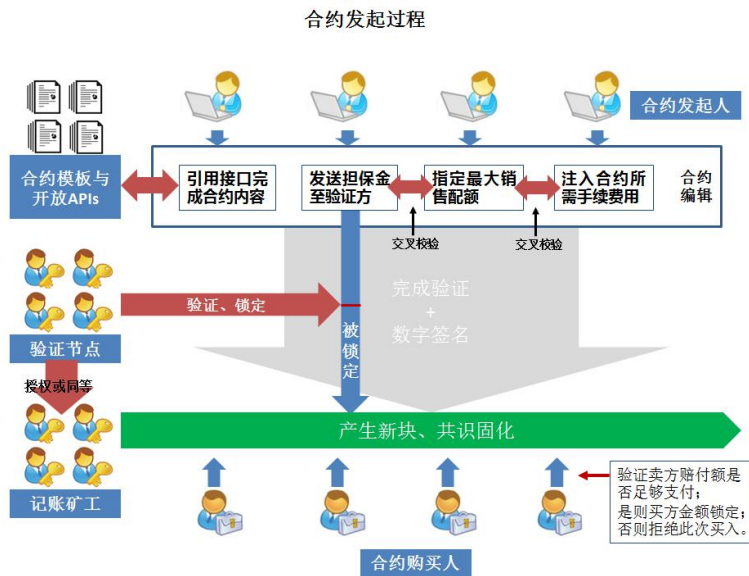 合约发起过程
合约发起人
合约模板与
开放APIs
引用接口完
成合约内容
发送担保金
至验证方
指定最大销
售配额
注入合约所
需手续费用
合约
编辑
交叉校验
交叉校验
完成验证
+
数字签名
验证、锁定
被锁定
验证节点
授权或同等
产生新块、共识固化
记账矿工
合约购买人
验证卖方赔付额是
否足够支付;
是则买方金额锁定;
否则拒绝此次买入。